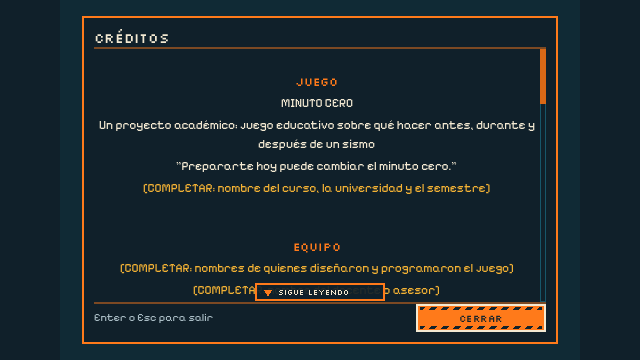 CRÉDITOS
JUEGO
MINUTO CERO
Un proyecto académico: juego educativo sobre qué hacer antes, durante y
después de un sismo
"Prepararte hoy puede cambiar el minuto cero."
(COMPLETAR: nombre del curso, la universidad y el semestre)
EQUIPO
(COMPLETAR: nombres de quienes diseñaron y programaron el juego)
asesor)
SIGUE LEYENDO
Enter o Esc para salir
CERRAR